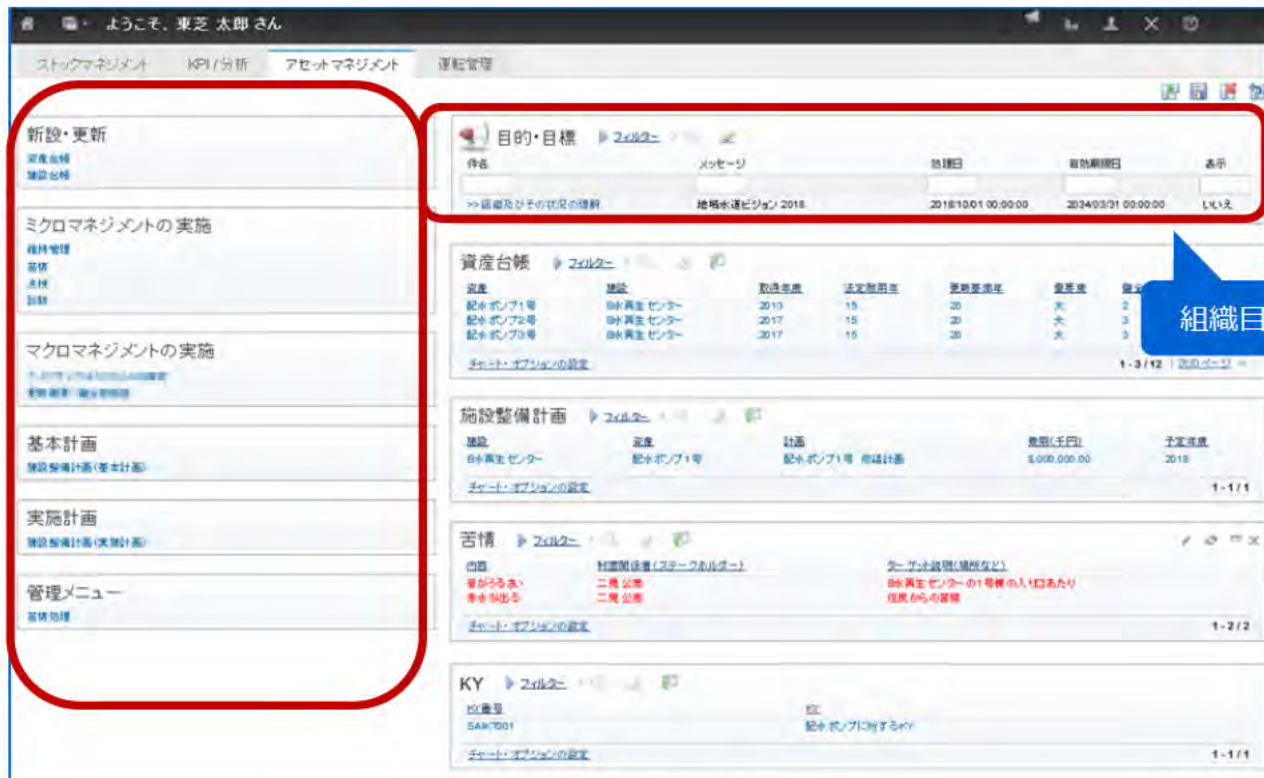 ようこそ, 東芝 太郎 さん
ストックマネジメント KPI/分析 アセットマネジメント 運転管理
新設・更新
資産台帳
施設台帳
ミクロマネジメントの実施
維持管理
苦情
点検
診断
マクロマネジメントの実施
基本計画
施設整備計画(基本計画)
実施計画
施設整備計画(実施計画)
管理メニュー
苦情処理
目的・目標 フィルター
件名 メッセージ 処理日 有効期限日 表示
>>組織及びその状況の理解 地域水道ビジョン 2018 2018/10/01 00:00:00 2034/03/31 00:00:00 いいえ
組織目
資産台帳 フィルター
資産 施設 取得年度 法定耐用年 更新基準年 重要度
配水ポンプ1号 B水再生センター 2013 15 20 大 2
配水ポンプ2号 B水再生センター 2017 15 20 大 3
配水ポンプ3号 B水再生センター 2017 15 20 大 3
チャート・オプションの設定 1 - 3 / 12 次のページ
施設整備計画 フィルター
施設 資産 計画 費用(千円) 予定年度
B水再生センター 配水ポンプ1号 配水ポンプ1号 修繕計画 2018
チャート・オプションの設定 1 - 1 / 1
苦情 フィルター
内容 利害関係者(ステークホルダー) ターゲット説明(場所など)
音がうるさい 二見 公恵 B水再生センターの1号棟の入り口あたり
赤水が出る 二見 公恵 住民からの苦情
チャート・オプションの設定 1 - 2 / 2
KY フィルター
KY番号 KY
配水ポンプに対するKY
チャート・オプションの設定 1 - 1 / 1